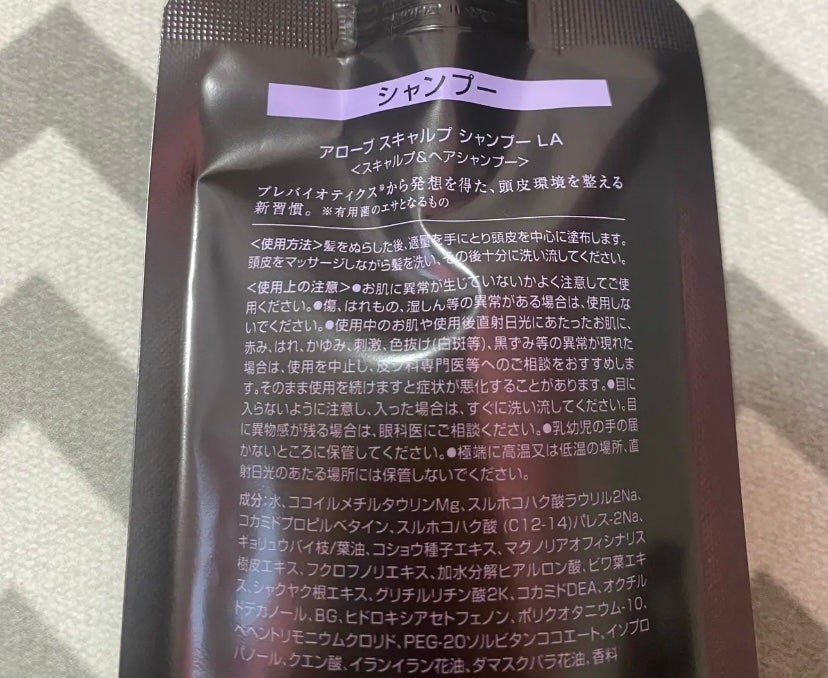 シャンプー
アローブ スキャルプ シャンプー LA
<スキャルプ&ヘアシャンプー>
プレバイオティクス※から発想を得た、頭皮環境を整える
新習慣。※有用菌のエサとなるもの
<使用方法>髪をぬらした後、適量を手にとり頭皮を中心に塗布します。
頭皮をマッサージしながら髪を洗い、その後十分に洗い流してください。
<使用上の注意>●お肌に異常が生じていないかよく注意してご使
用ください。●傷、はれもの、湿しん等の異常がある場合は、使用しな
いでください。●使用中のお肌や使用後直射日光にあたったお肌に、
赤み、はれ、かゆみ、刺激、色抜け(白斑等)、黒ずみ等の異常が現れた
場合は、使用を中止し、皮フ科専門医等へのご相談をおすすめしま
す。そのまま使用を続けますと症状が悪化することがあります。●目に
入らないように注意し、入った場合は、すぐに洗い流してください。目
に異物感が残る場合は、眼科医にご相談ください。●乳幼児の手の届
かないところに保管してください。●極端に高温又は低温の場所、直
射日光のあたる場所には保管しないでください。
成分:水、ココイルメチルタウリンMg、スルホコハク酸ラウリル2Na、
コカミドプロピルベタイン、スルホコハク酸 (C12-14)パレス-2Na、
ギョリュウバイ枝/葉油、コショウ種子エキス、マグノリアオフィシナリス
樹皮エキス、フクロフノリエキス、加水分解ヒアルロン酸、ビワ葉エキ
ス、シャクヤク根エキス、グリチルリチン酸2K、コカミドDEA、オクチル
ドデカノール、BG、ヒドロキシアセトフェノン、ポリクオタニウム-10、
ベヘントリモニウムクロリド、PEG-20ソルビタンココエート、イソプロ
パノール、クエン酸、イランイラン花油、ダマスクバラ花油、香料